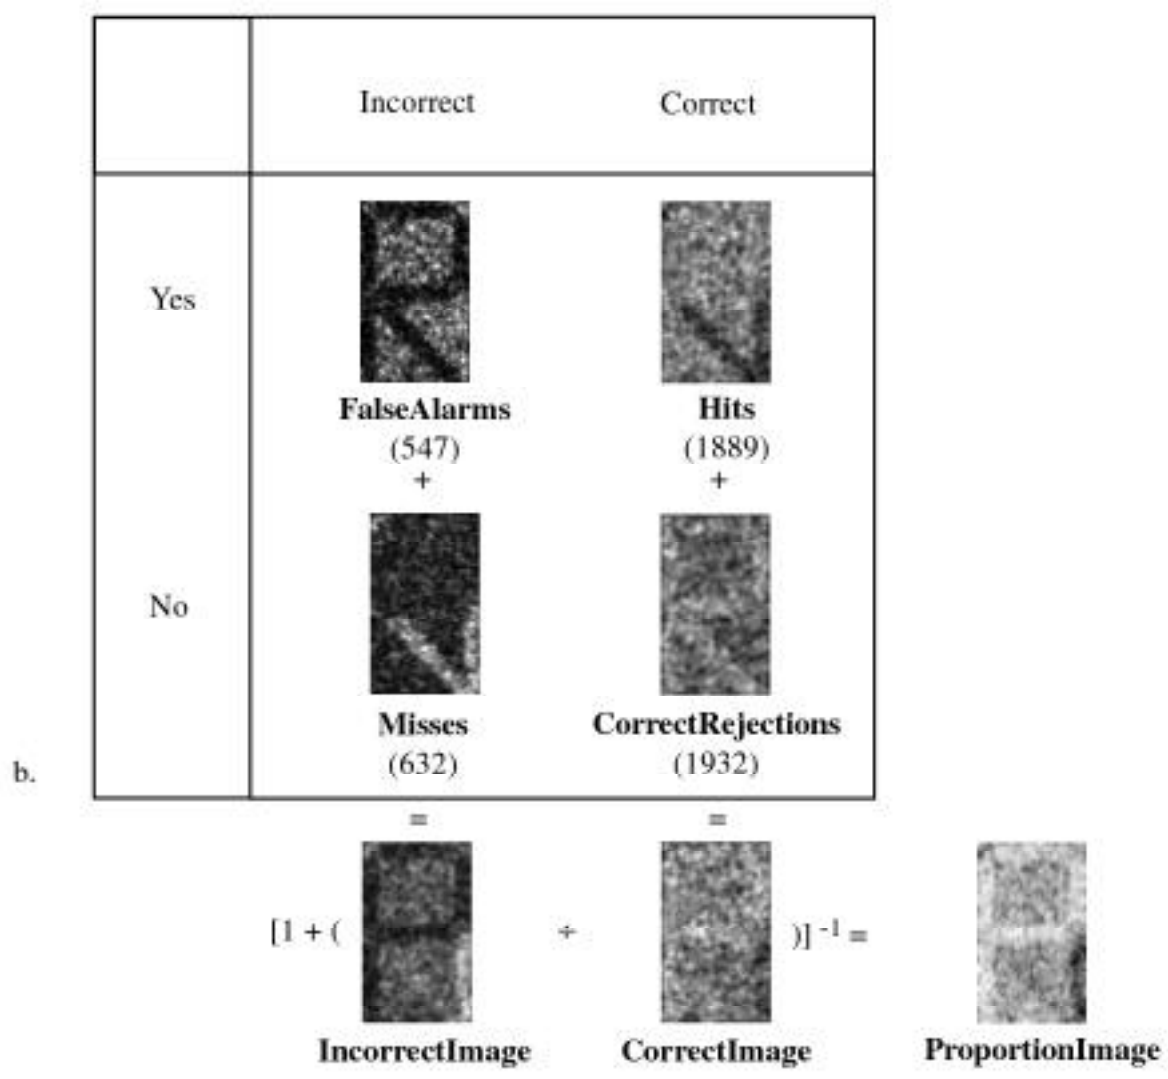 Incorrect Correct
Yes
FalseAlarms Hits
(547) (1889)
+ +
No
Misses CorrectRejections
(632) (1932)
b.
= =
[1 + ( ÷ )] -1 =
IncorrectImage CorrectImage ProportionImage